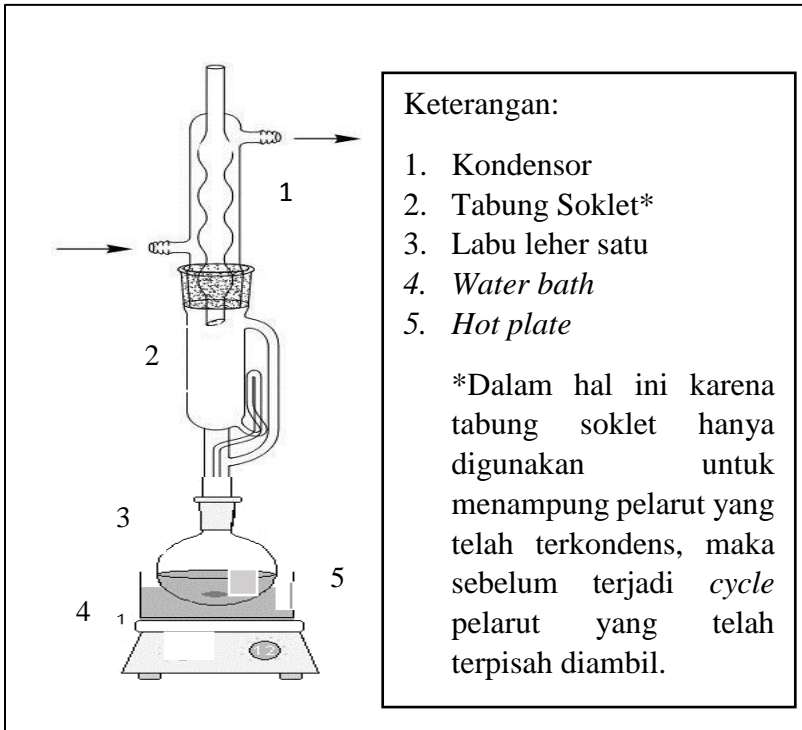 Keterangan:
1. Kondensor
2. Tabung Soklet*
3. Labu leher satu
4. Water bath
5. Hot plate
*Dalam hal ini karena
tabung soklet hanya
digunakan untuk
menampung pelarut yang
telah terkondens, maka
sebelum terjadi cycle
pelarut yang telah
terpisah diambil.
1
2
3
5
4
1
12